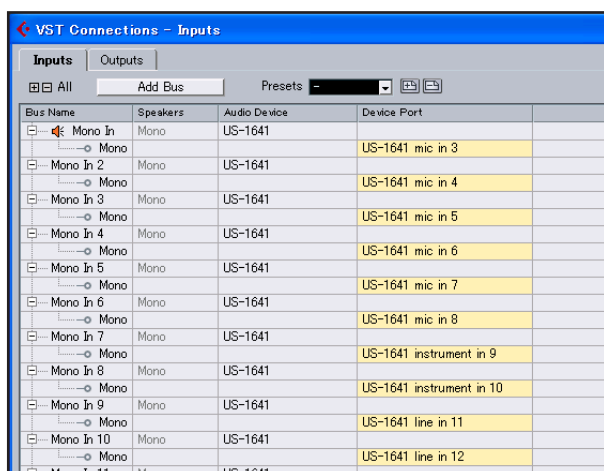 VST Connections - Inputs
Inputs Outputs
All Add Bus Presets -
Bus Name Speakers Audio Device Device Port
Mono In Mono US-1641
Mono US-1641 mic in 3
Mono In 2 Mono US-1641
Mono US-1641 mic in 4
Mono In 3 Mono US-1641
Mono US-1641 mic in 5
Mono In 4 Mono US-1641
Mono US-1641 mic in 6
Mono In 5 Mono US-1641
Mono US-1641 mic in 7
Mono In 6 Mono US-1641
Mono US-1641 mic in 8
Mono In 7 Mono US-1641
Mono US-1641 instrument in 9
Mono In 8 Mono US-1641
Mono US-1641 instrument in 10
Mono In 9 Mono US-1641
Mono US-1641 line in 11
Mono In 10 Mono US-1641
Mono US-1641 line in 12